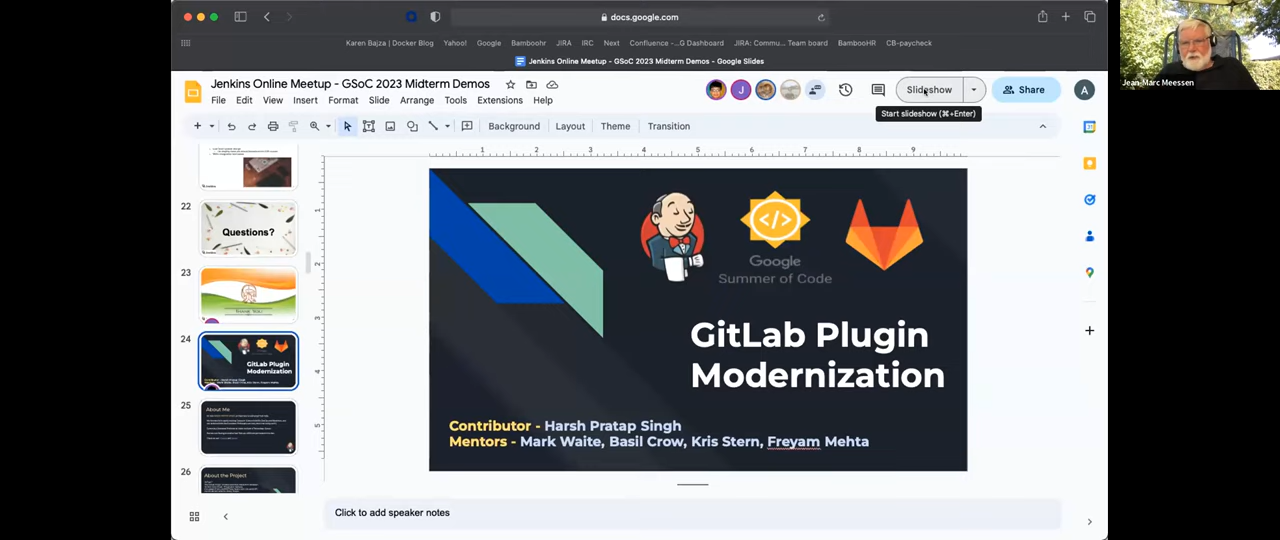 docs.google.com
Karen Bajza | Docker Blog
Yahoo!
Google
Bamboohr
JIRA
IRC
Next
Confluence - ...G Dashboard
JIRA: Commu... Team board
BambooHR
CB-paycheck
Jenkins Online Meetup - GSoC 2023 Midterm Demos - Google Slides
Jenkins Online Meetup - GSoC 2023 Midterm Demos
Slideshow
Share
A
File Edit View Insert Format Slide Arrange Tools Extensions Help
Start slideshow (⌘+Enter)
Background Layout Theme Transition
22
Questions?
23
24
GitLab Plugin
Modernization
25
About Me
26
About the Project
Google
Summer of Code
GitLab Plugin
Modernization
Contributor - Harsh Pratap Singh
Mentors - Mark Waite, Basil Crow, Kris Stern, Freyam Mehta
Click to add speaker notes
Jean-Marc Meessen